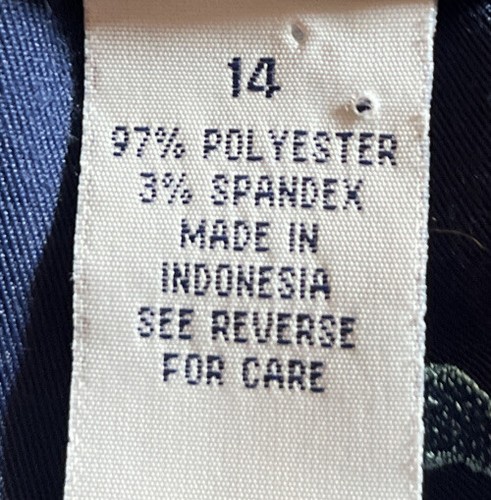 14
97% POLYESTER
3% SPANDEX
MADE IN
INDONESIA
SEE REVERSE
FOR CARE